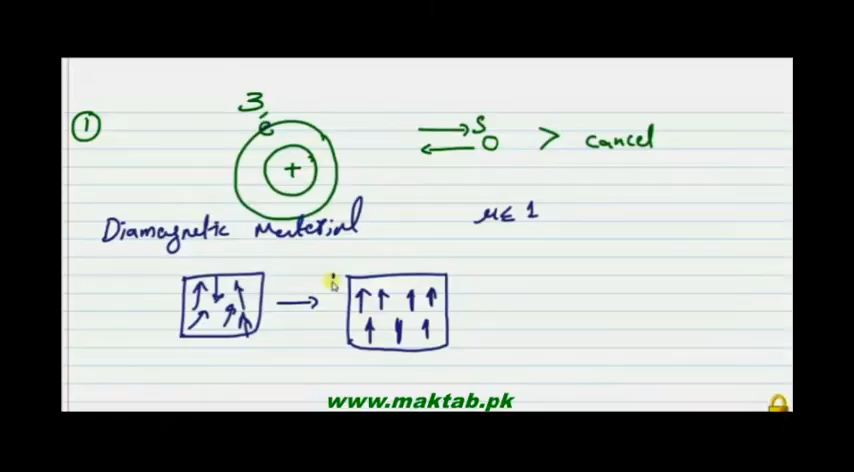 3
① e
S
+ O > cancel
Diamagnetic Material μ ≤ 1
www.maktab.pk